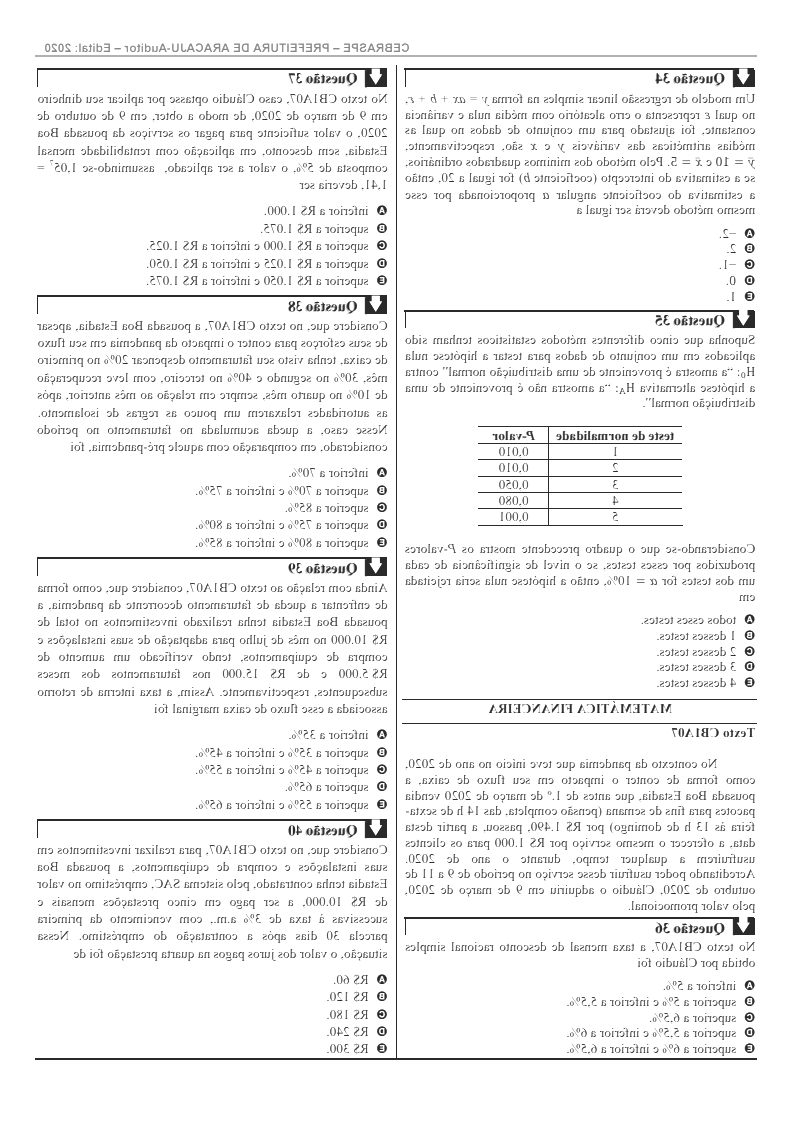 CEBRASPE – PREFEITURA DE ARACAJU-Auditor – Edital: 2020
Questão 34
Um modelo de regressão linear simples na forma y = ax + b + ε,
no qual ε representa o erro aleatório com média nula e variância
constante, foi ajustado para um conjunto de dados no qual as
médias aritméticas das variáveis y e x são, respectivamente,
ȳ = 10 e x̄ = 5. Pelo método dos mínimos quadrados ordinários,
se a estimativa do intercepto (coeficiente b) for igual a 20, então
a estimativa do coeficiente angular a proporcionada por esse
mesmo método deverá ser igual a
A –2.
B 2.
C –1.
D 0.
E 1.
Questão 35
Suponha que cinco diferentes métodos estatísticos tenham sido
aplicados em um conjunto de dados para testar a hipótese nula
H₀: “a amostra é proveniente de uma distribuição normal” contra
a hipótese alternativa Hᴀ: “a amostra não é proveniente de uma
distribuição normal”.
teste de normalidade P-valor
1 0,010
2 0,010
3 0,050
4 0,080
5 0,001
Considerando-se que o quadro precedente mostra os P-valores
produzidos por esses testes, se o nível de significância de cada
um dos testes for α = 10%, então a hipótese nula seria rejeitada
em
A todos esses testes.
B 1 desses testes.
C 2 desses testes.
D 3 desses testes.
E 4 desses testes.
MATEMÁTICA FINANCEIRA
Texto CB1A07
No contexto da pandemia que teve início no ano de 2020,
como forma de conter o impacto em seu fluxo de caixa, a
pousada Boa Estadia, que antes de 1.º de março de 2020 vendia
pacotes para fins de semana (pensão completa, das 14 h de sexta-
feira às 13 h de domingo) por R$ 1.490, passou, a partir desta
data, a oferecer o mesmo serviço por R$ 1.000 para os clientes
usufruírem a qualquer tempo, durante o ano de 2020.
Acreditando poder usufruir desse serviço no período de 9 a 11 de
outubro de 2020, Cláudio o adquiriu em 9 de março de 2020,
pelo valor promocional.
Questão 36
No texto CB1A07, a taxa mensal de desconto racional simples
obtida por Cláudio foi
A inferior a 5%.
B superior a 5% e inferior a 5,5%.
C superior a 6,5%.
D superior a 5,5% e inferior a 6%.
E superior a 6% e inferior a 6,5%.
Questão 37
No texto CB1A07, caso Cláudio optasse por aplicar seu dinheiro
em 9 de março de 2020, de modo a obter, em 9 de outubro de
2020, o valor suficiente para pagar os serviços da pousada Boa
Estadia, sem desconto, em aplicação com rentabilidade mensal
composta de 5%, o valor a ser aplicado, assumindo-se 1,05⁷ =
1,41, deveria ser
A inferior a R$ 1.000.
B superior a R$ 1.075.
C superior a R$ 1.000 e inferior a R$ 1.025.
D superior a R$ 1.025 e inferior a R$ 1.050.
E superior a R$ 1.050 e inferior a R$ 1.075.
Questão 38
Considere que, no texto CB1A07, a pousada Boa Estadia, apesar
de seus esforços para conter o impacto da pandemia em seu fluxo
de caixa, tenha visto seu faturamento despencar 20% no primeiro
mês, 30% no segundo e 40% no terceiro, com leve recuperação
de 10% no quarto mês, sempre em relação ao mês anterior, após
as autoridades relaxarem um pouco as regras de isolamento.
Nesse caso, a queda acumulada no faturamento no período
considerado, em comparação com aquele pré-pandemia, foi
A inferior a 70%.
B superior a 70% e inferior a 75%.
C superior a 85%.
D superior a 75% e inferior a 80%.
E superior a 80% e inferior a 85%.
Questão 39
Ainda com relação ao texto CB1A07, considere que, como forma
de enfrentar a queda de faturamento decorrente da pandemia, a
pousada Boa Estadia tenha realizado investimentos no total de
R$ 10.000 no mês de julho para adaptação de suas instalações e
compra de equipamentos, tendo verificado um aumento de
R$ 5.000 e de R$ 15.000 nos faturamentos dos meses
subsequentes, respectivamente. Assim, a taxa interna de retorno
associada a esse fluxo de caixa marginal foi
A inferior a 35%.
B superior a 35% e inferior a 45%.
C superior a 45% e inferior a 55%.
D superior a 65%.
E superior a 55% e inferior a 65%.
Questão 40
Considere que, no texto CB1A07, para realizar investimentos em
suas instalações e compra de equipamentos, a pousada Boa
Estadia tenha contratado, pelo sistema SAC, empréstimo no valor
de R$ 10.000, a ser pago em cinco prestações mensais e
sucessivas à taxa de 3% a.m., com vencimento da primeira
parcela 30 dias após a contratação do empréstimo. Nessa
situação, o valor dos juros pagos na quarta prestação foi de
A R$ 60.
B R$ 120.
C R$ 180.
D R$ 240.
E R$ 300.